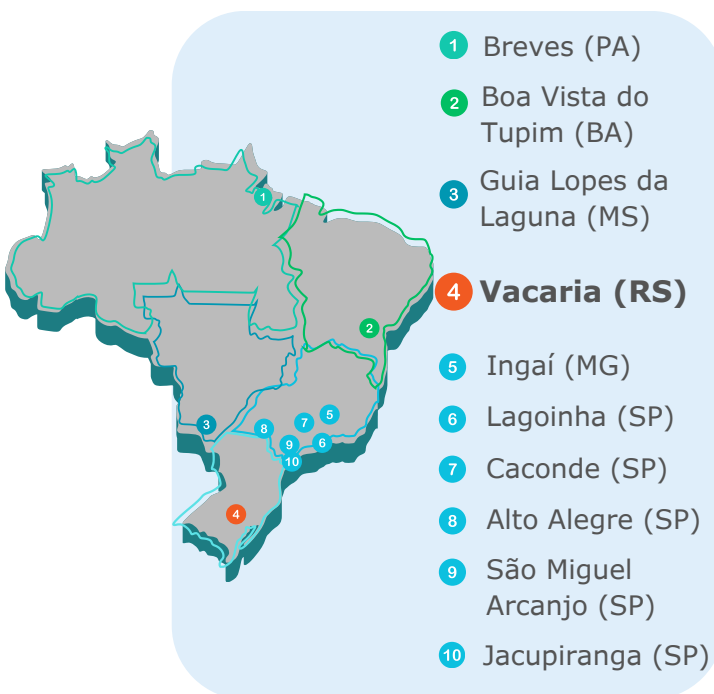 1 Breves (PA)
2 Boa Vista do
Tupim (BA)
3 Guia Lopes da
Laguna (MS)
4 Vacaria (RS)
5 Ingaí (MG)
6 Lagoinha (SP)
7 Caconde (SP)
8 Alto Alegre (SP)
9 São Miguel
Arcanjo (SP)
10 Jacupiranga (SP)
1
2
3
4
5
6
7
8
9
10